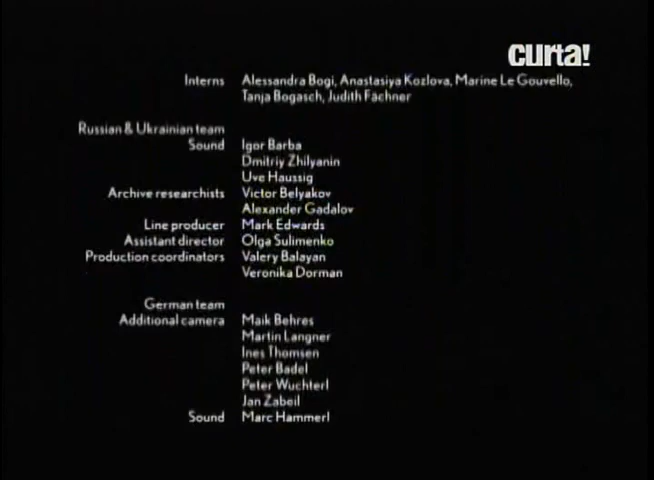 curta!
Interns Alessandra Bogi, Anastasiya Kozlova, Marine Le Gouvello,
Tanja Bogasch, Judith Fachner
Russian & Ukrainian team
Sound Igor Barba
Dmitriy Zhilyanin
Uve Haussig
Archive researchists Victor Belyakov
Alexander Gadalov
Line producer Mark Edwards
Assistant director Olga Sulimenko
Production coordinators Valery Balayan
Veronika Dorman
German team
Additional camera Maik Behres
Martin Langner
Ines Thomsen
Peter Badel
Peter Wuchterl
Jan Zabeil
Sound Marc Hammerl